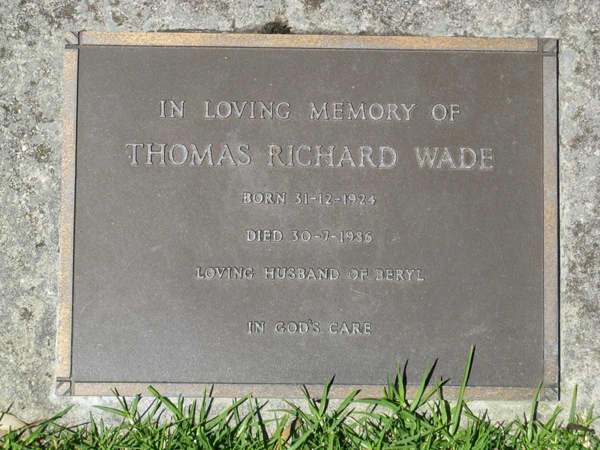 IN LOVING MEMORY OF
THOMAS RICHARD WADE
BORN 31-12-1924
DIED 30-7-1986
LOVING HUSBAND OF BERYL
IN GOD'S CARE